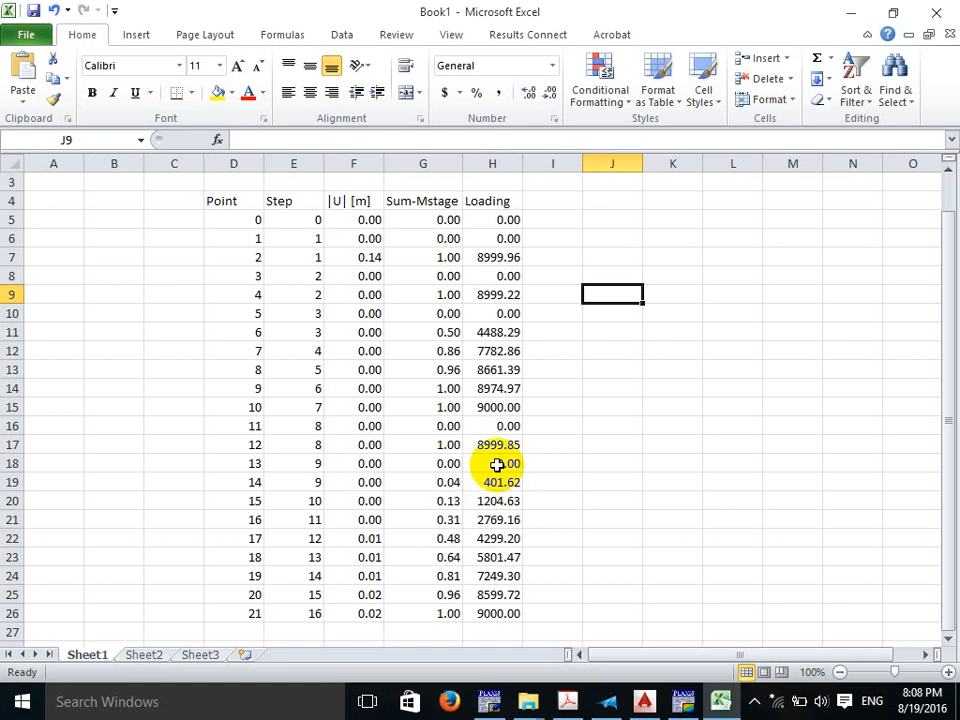 Book1 - Microsoft Excel
File Home Insert Page Layout Formulas Data Review View Results Connect Acrobat
Paste
Calibri 11
B I U A
General
$ % ,
Conditional Formatting
Format as Table
Cell Styles
Insert
Delete
Format
Σ
Sort & Filter
Find & Select
Clipboard Font Alignment Number Styles Cells Editing
J9 fx
A B C D E F G H I J K L M N O
3
4 Point Step |U| [m] Sum-Mstage Loading
5 0 0 0.00 0.00 0.00
6 1 1 0.00 0.00 0.00
7 2 1 0.14 1.00 8999.96
8 3 2 0.00 0.00 0.00
9 4 2 0.00 1.00 8999.22
10 5 3 0.00 0.00 0.00
11 6 3 0.00 0.50 4488.29
12 7 4 0.00 0.86 7782.86
13 8 5 0.00 0.96 8661.39
14 9 6 0.00 1.00 8974.97
15 10 7 0.00 1.00 9000.00
16 11 8 0.00 0.00 0.00
17 12 8 0.00 1.00 8999.85
18 13 9 0.00 0.00 .00
19 14 9 0.00 0.04 401.62
20 15 10 0.00 0.13 1204.63
21 16 11 0.00 0.31 2769.16
22 17 12 0.01 0.48 4299.20
23 18 13 0.01 0.64 5801.47
24 19 14 0.01 0.81 7249.30
25 20 15 0.02 0.96 8599.72
26 21 16 0.02 1.00 9000.00
27
Sheet1 Sheet2 Sheet3
Ready 100%
Search Windows ENG 8:08 PM
8/19/2016